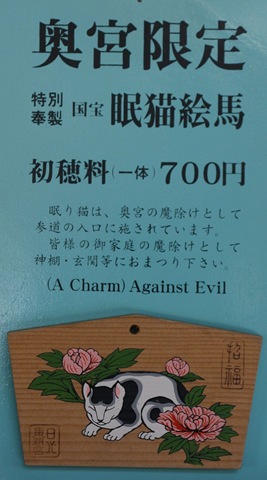 奥宮限定
特別奉製 国宝 眠猫絵馬
初穂料(一体)700円
眠り猫は、奥宮の魔除けとして
参道の入口に施されています。
皆様の御家庭の魔除けとして
神棚・玄関等におまつり下さい。
(A Charm) Against Evil
招福
日光
東照宮